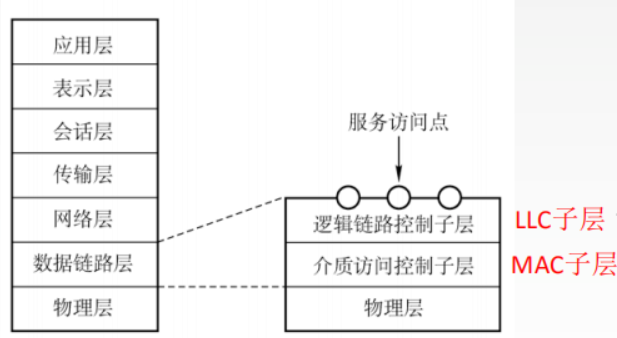 应用层
表示层
会话层
传输层
网络层
数据链路层
物理层
服务访问点
逻辑链路控制子层
LLC子层
介质访问控制子层
MAC子层
物理层